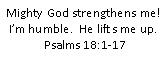 Mighty God strengthens me!
I'm humble.  He lifts me up.
Psalms 18:1-17